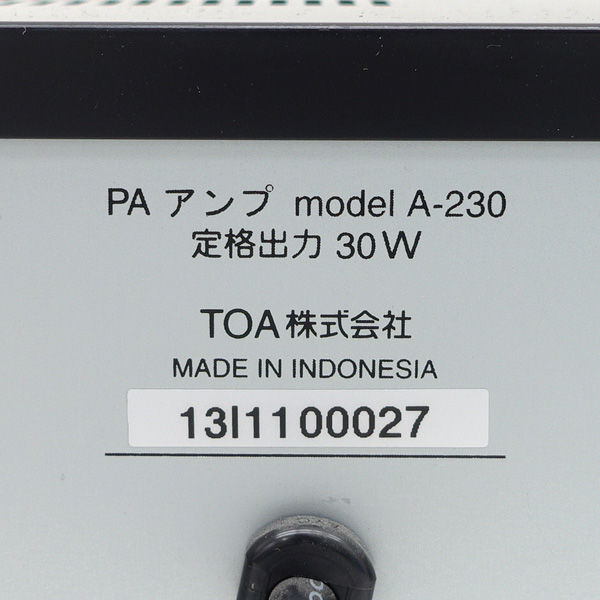 PA アンプ model A-230
定格出力 30W
TOA株式会社
MADE IN INDONESIA
13I1100027